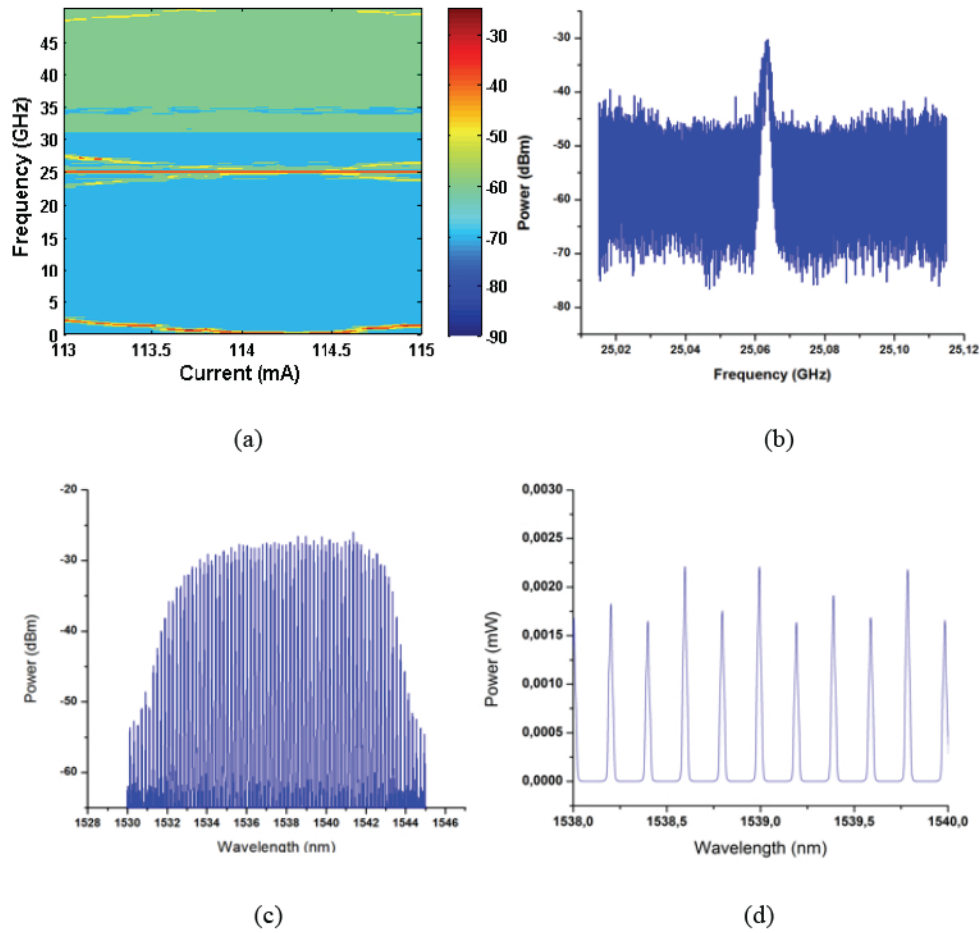 45
40
35
30
25
20
15
10
5
0
Frequency (GHz)
113 113.5 114 114.5 115
Current (mA)
-30
-40
-50
-60
-70
-80
-90
(a)
-30
-40
-50
-60
-70
-80
Power (dBm)
25,02 25,04 25,06 25,08 25,10 25,12
Frequency (GHz)
(b)
-20
-30
-40
-50
-60
Power (dBm)
1528 1530 1532 1534 1536 1538 1540 1542 1544 1546
Wavelength (nm)
(c)
0,0030
0,0025
0,0020
0,0015
0,0010
0,0005
0,0000
Power (mW)
1538,0 1538,5 1539,0 1539,5 1540,0
Wavelength (nm)
(d)